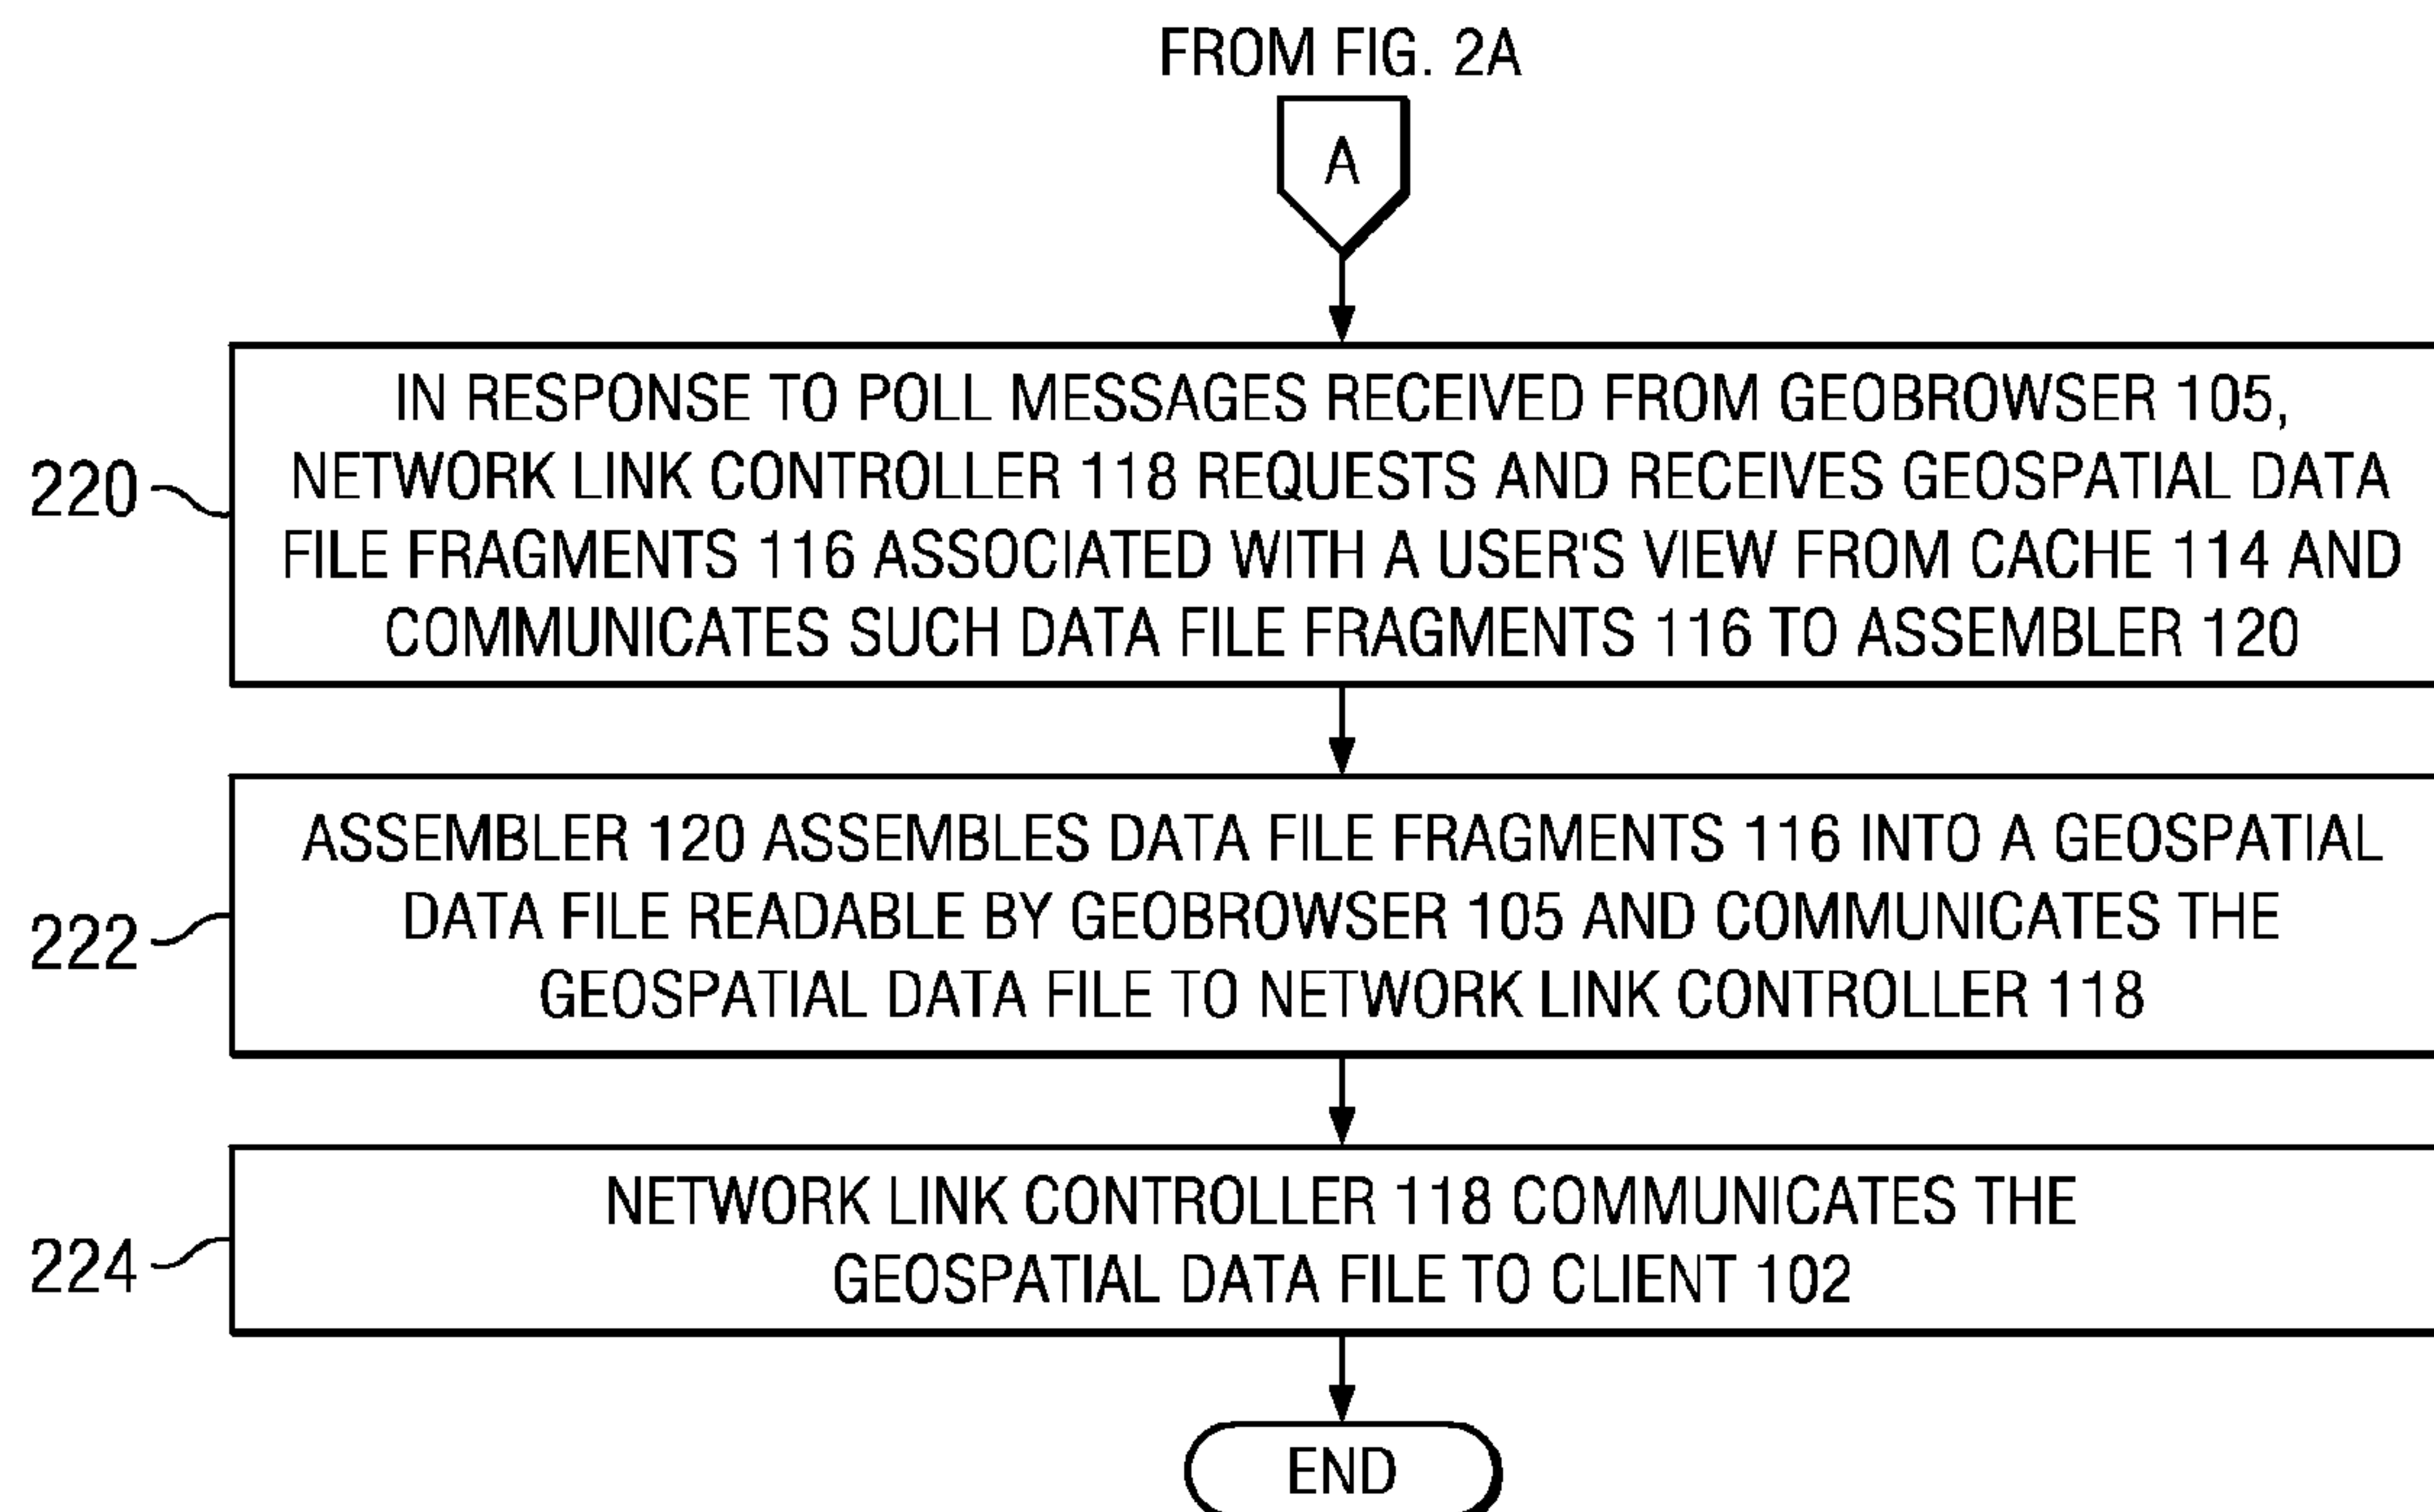 FROM FIG. 2A
A
220
IN RESPONSE TO POLL MESSAGES RECEIVED FROM GEOBROWSER 105,
NETWORK LINK CONTROLLER 118 REQUESTS AND RECEIVES GEOSPATIAL DATA
FILE FRAGMENTS 116 ASSOCIATED WITH A USER'S VIEW FROM CACHE 114 AND
COMMUNICATES SUCH DATA FILE FRAGMENTS 116 TO ASSEMBLER 120
222
ASSEMBLER 120 ASSEMBLES DATA FILE FRAGMENTS 116 INTO A GEOSPATIAL
DATA FILE READABLE BY GEOBROWSER 105 AND COMMUNICATES THE
GEOSPATIAL DATA FILE TO NETWORK LINK CONTROLLER 118
224
NETWORK LINK CONTROLLER 118 COMMUNICATES THE
GEOSPATIAL DATA FILE TO CLIENT 102
END